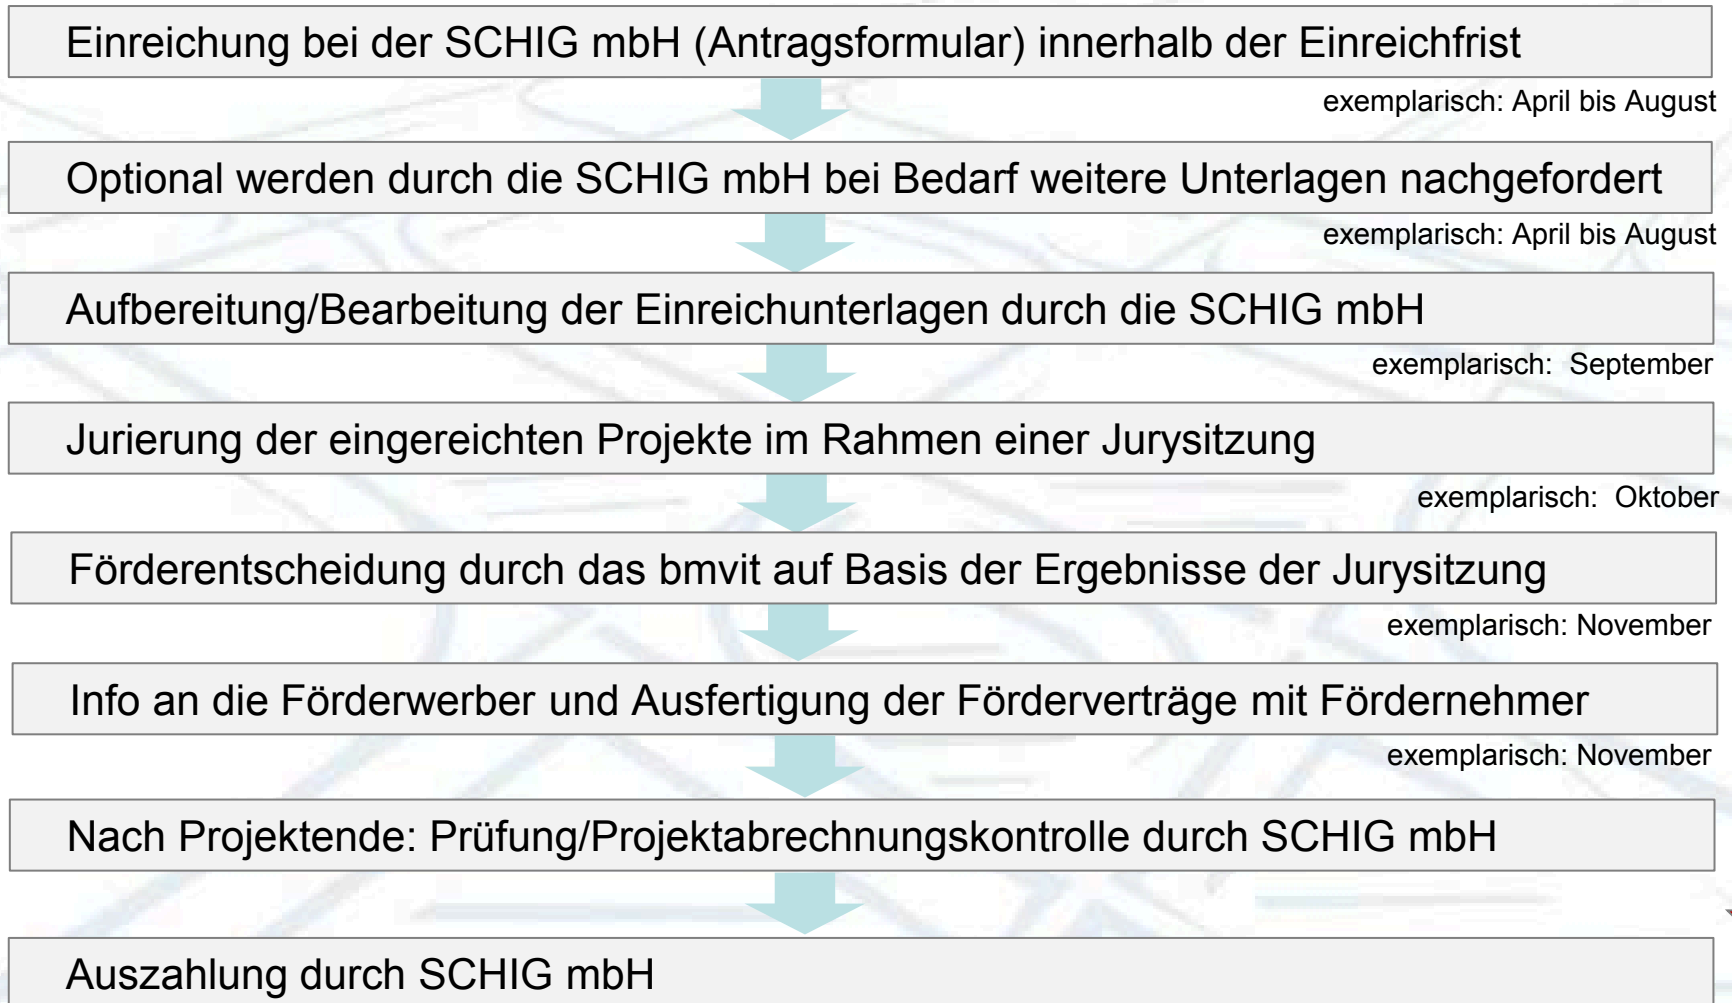 Einreichung bei der SCHIG mbH (Antragsformular) innerhalb der Einreichfrist
exemplarisch: April bis August
Optional werden durch die SCHIG mbH bei Bedarf weitere Unterlagen nachgefordert
exemplarisch: April bis August
Aufbereitung/Bearbeitung der Einreichunterlagen durch die SCHIG mbH
exemplarisch: September
Jurierung der eingereichten Projekte im Rahmen einer Jurysitzung
exemplarisch: Oktober
Förderentscheidung durch das bmvit auf Basis der Ergebnisse der Jurysitzung
exemplarisch: November
Info an die Förderwerber und Ausfertigung der Förderverträge mit Fördernehmer
exemplarisch: November
Nach Projektende: Prüfung/Projektabrechnungskontrolle durch SCHIG mbH
Auszahlung durch SCHIG mbH